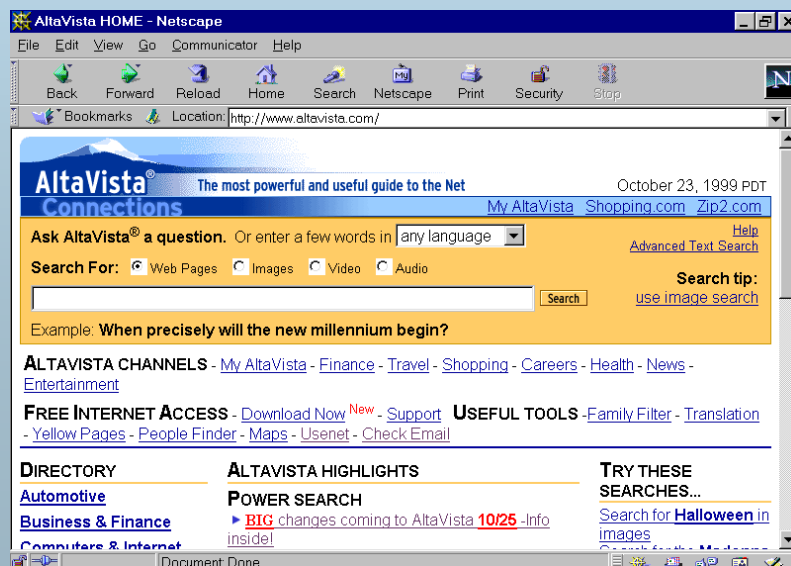 AltaVista HOME - Netscape
File Edit View Go Communicator Help
Back Forward Reload Home Search Netscape Print Security Stop
My
N
Bookmarks Location: http://www.altavista.com/
AltaVista® The most powerful and useful guide to the Net October 23, 1999 PDT
Connections My AltaVista Shopping.com Zip2.com
Ask AltaVista® a question. Or enter a few words in any language Help
Advanced Text Search
Search For: Web Pages Images Video Audio
Search tip:
Search use image search
Example: When precisely will the new millennium begin?
ALTAVISTA CHANNELS - My AltaVista - Finance - Travel - Shopping - Careers - Health - News -
Entertainment
FREE INTERNET ACCESS - Download Now New - Support USEFUL TOOLS -Family Filter - Translation
- Yellow Pages - People Finder - Maps - Usenet - Check Email
DIRECTORY
Automotive
Business & Finance
Computers & Internet
ALTAVISTA HIGHLIGHTS
POWER SEARCH
BIG changes coming to AltaVista 10/25 -Info
inside!
TRY THESE
SEARCHES...
Search for Halloween in
images
Search for the Madonna
Document: Done